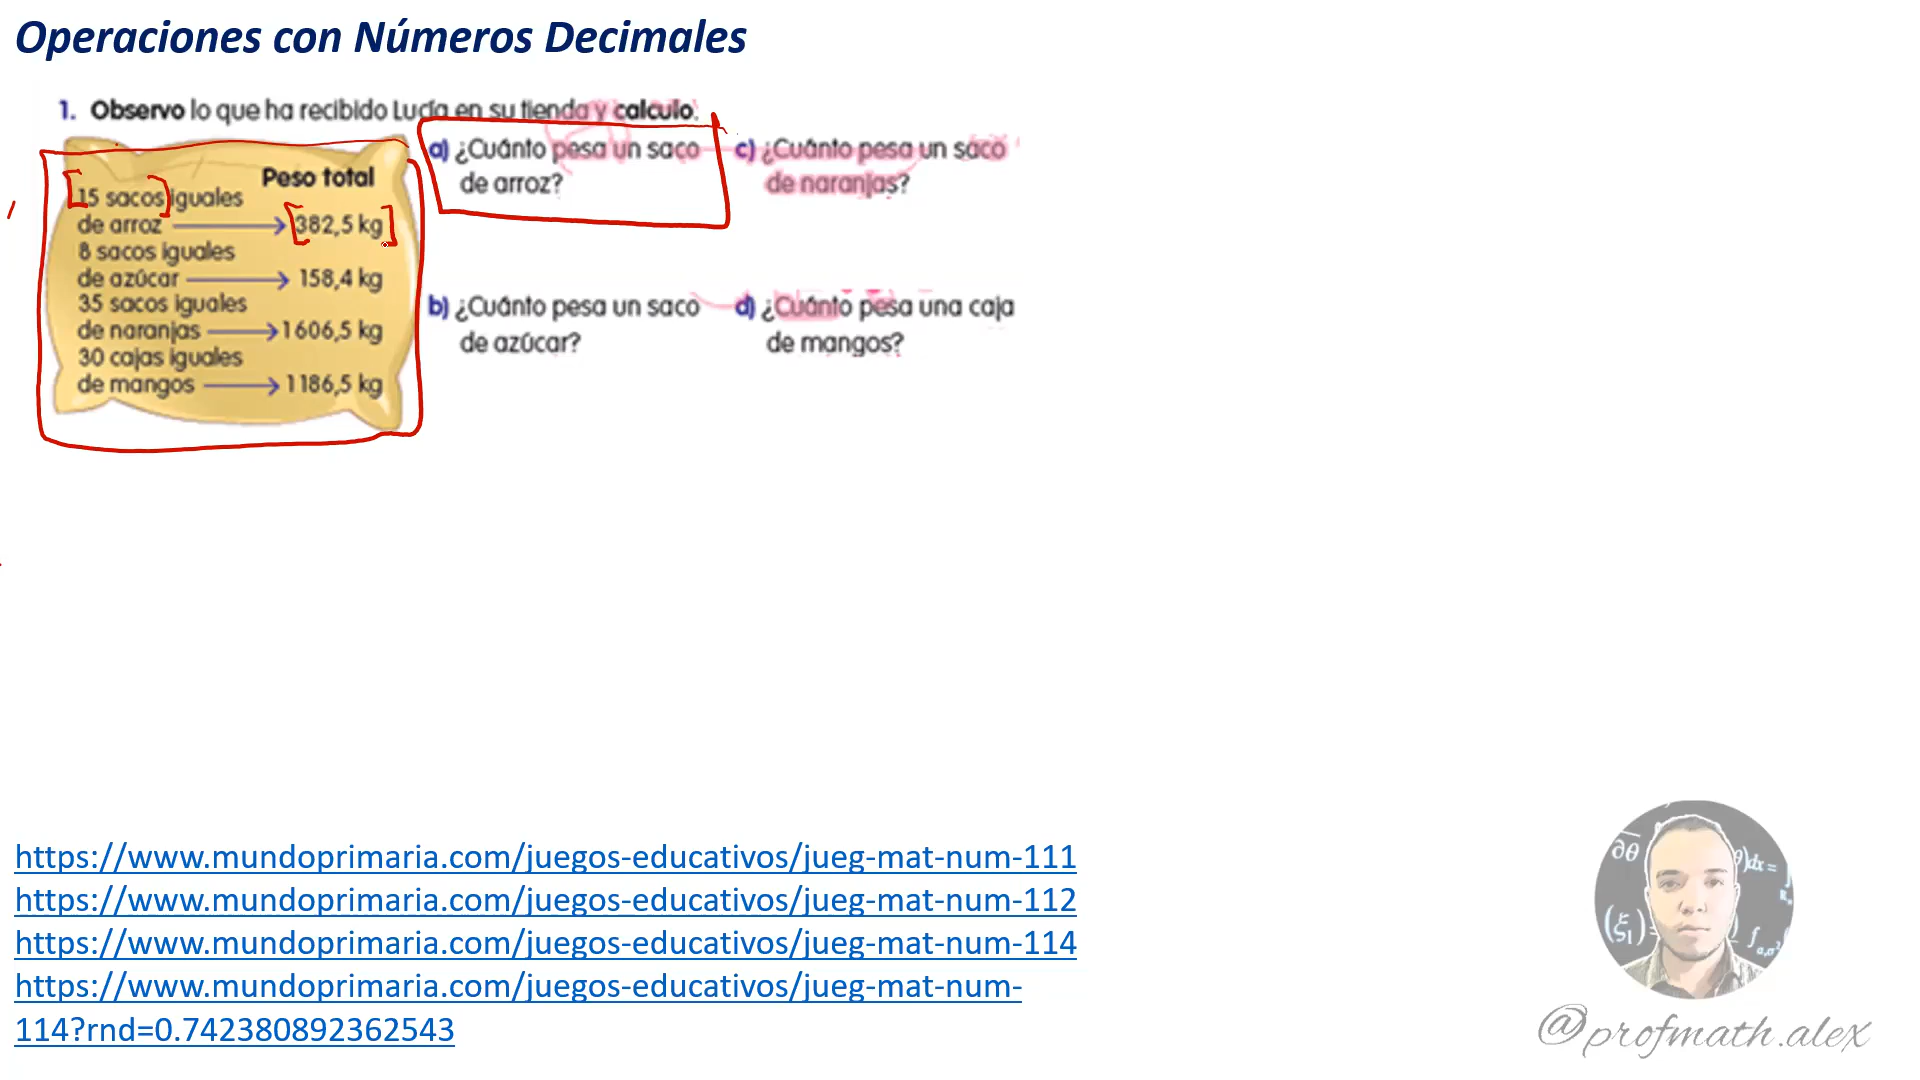 Operaciones con Números Decimales
1. Observo lo que ha recibido Lucía en su tienda y calculo.
Peso total
15 sacos iguales
de arroz → 382,5 kg
8 sacos iguales
de azúcar → 158,4 kg
35 sacos iguales
de naranjas → 1 606,5 kg
30 cajas iguales
de mangos → 1 186,5 kg
a) ¿Cuánto pesa un saco
de arroz?
c) ¿Cuánto pesa un saco
de naranjas?
b) ¿Cuánto pesa un saco
de azúcar?
d) ¿Cuánto pesa una caja
de mangos?
https://www.mundoprimaria.com/juegos-educativos/jueg-mat-num-111
https://www.mundoprimaria.com/juegos-educativos/jueg-mat-num-112
https://www.mundoprimaria.com/juegos-educativos/jueg-mat-num-114
https://www.mundoprimaria.com/juegos-educativos/jueg-mat-num-
114?rnd=0.742380892362543
@profmath.alex